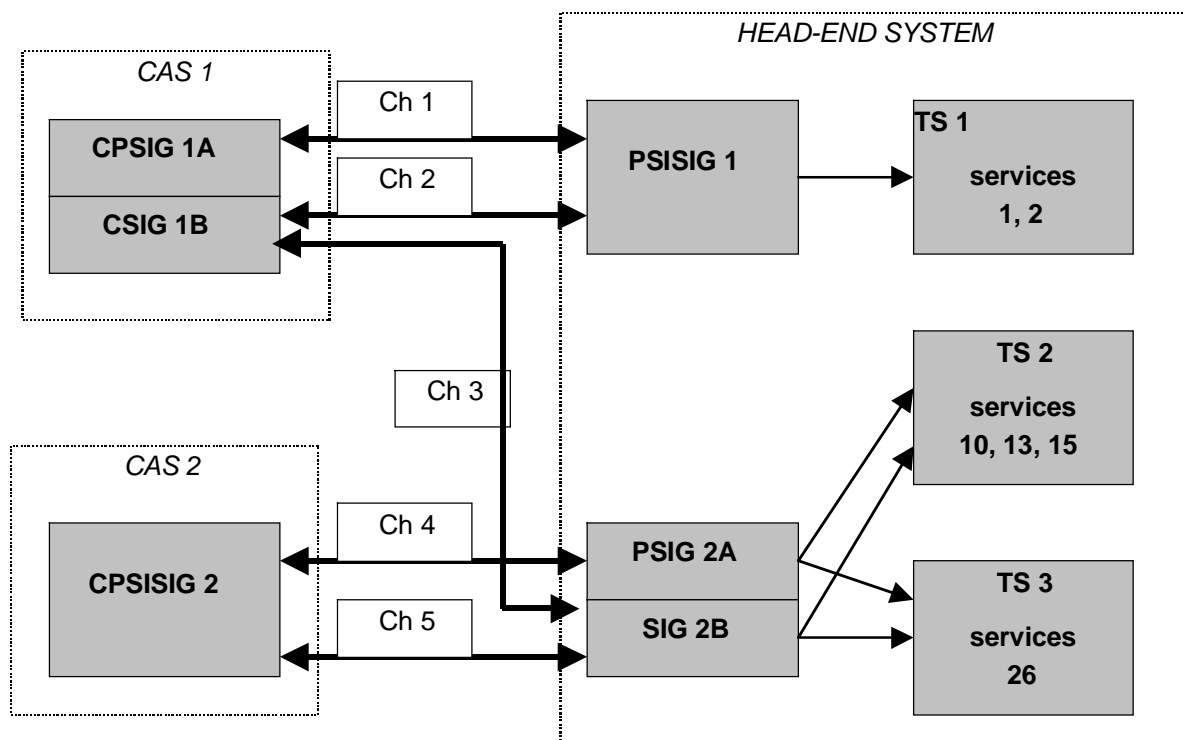 HEAD-END SYSTEM
CAS 1
Ch 1
CPSIG 1A
PSISIG 1
TS 1
services
1, 2
Ch 2
CSIG 1B
Ch 3
TS 2
services
10, 13, 15
CAS 2
Ch 4
CPSISIG 2
PSIG 2A
TS 3
services
26
Ch 5
SIG 2B